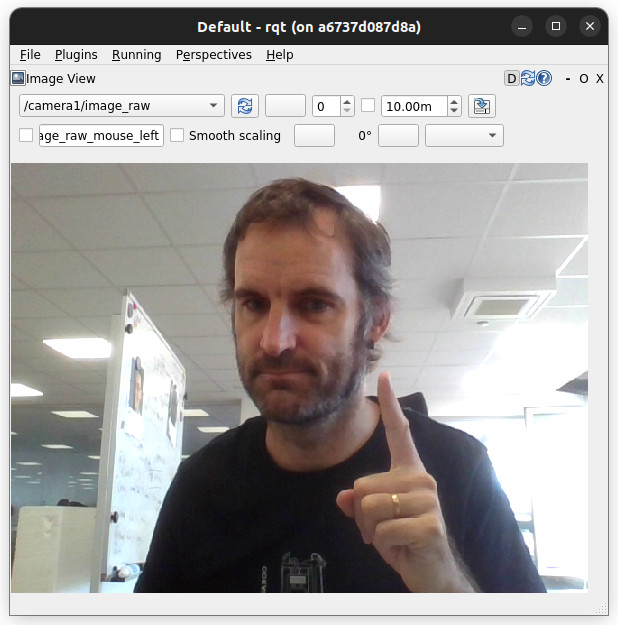 Default - rqt (on a6737d087d8a)
File Plugins Running Perspectives Help
Image View D - O X
/camera1/image_raw 0 10.00m
age_raw_mouse_left Smooth scaling 0°